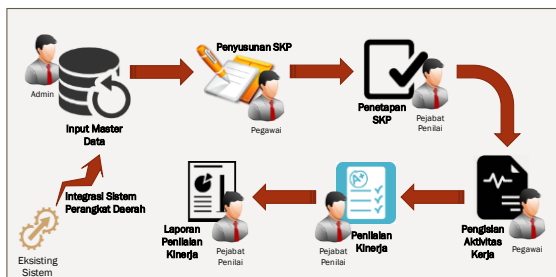 Admin
Input Master
Data
Penyusunan SKP
Pegawai
Penetapan
SKP
Pejabat
Penilai
Pengisian
Aktivitas
Kerja
Pegawai
A+
Penilaian
Kinerja
Pejabat
Penilai
Laporan
Penilaian
Kinerja
Pejabat
Penilai
Integrasi Sistem
Perangkat Daerah
Eksisting
Sistem